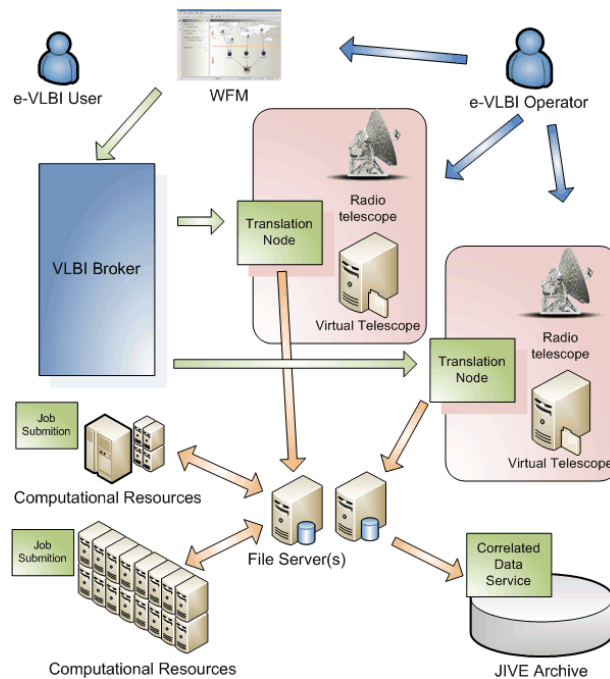 e-VLBI User
WFM
e-VLBI Operator
Radio
telescope
Translation
Node
VLBI Broker
Virtual Telescope
Radio
telescope
Translation
Node
Virtual Telescope
Job
Submition
Computational Resources
File Server(s)
Job
Submition
Correlated
Data
Service
Computational Resources
JIVE Archive